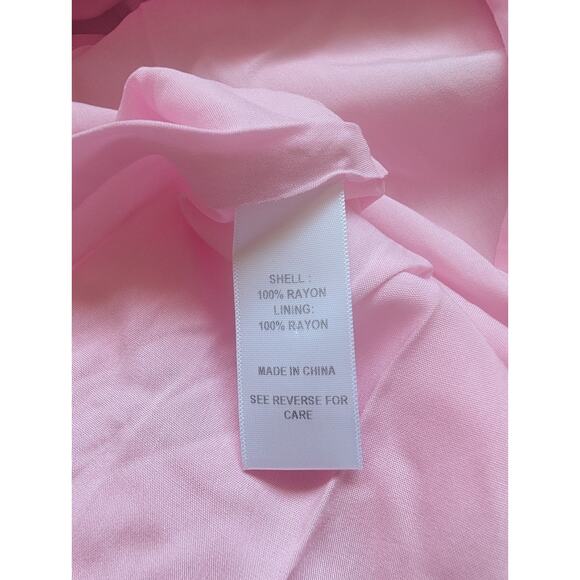 SHELL :
100% RAYON
LINING:
100% RAYON
MADE IN CHINA
SEE REVERSE FOR
CARE